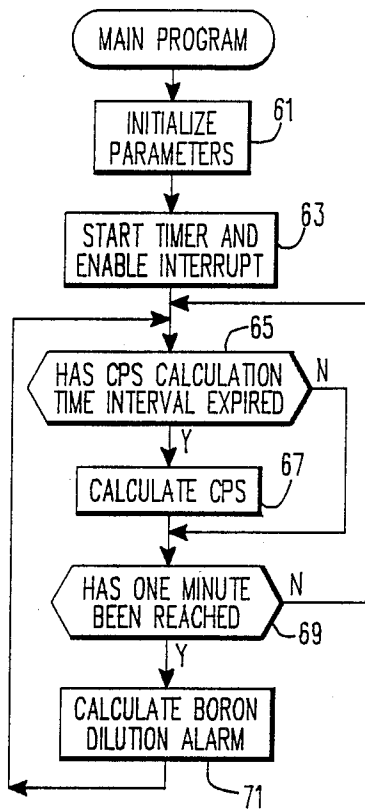 MAIN PROGRAM
61
INITIALIZE
PARAMETERS
63
START TIMER AND
ENABLE INTERRUPT
65
HAS CPS CALCULATION
TIME INTERVAL EXPIRED
N
Y
67
CALCULATE CPS
HAS ONE MINUTE
BEEN REACHED
N
69
Y
CALCULATE BORON
DILUTION ALARM
71